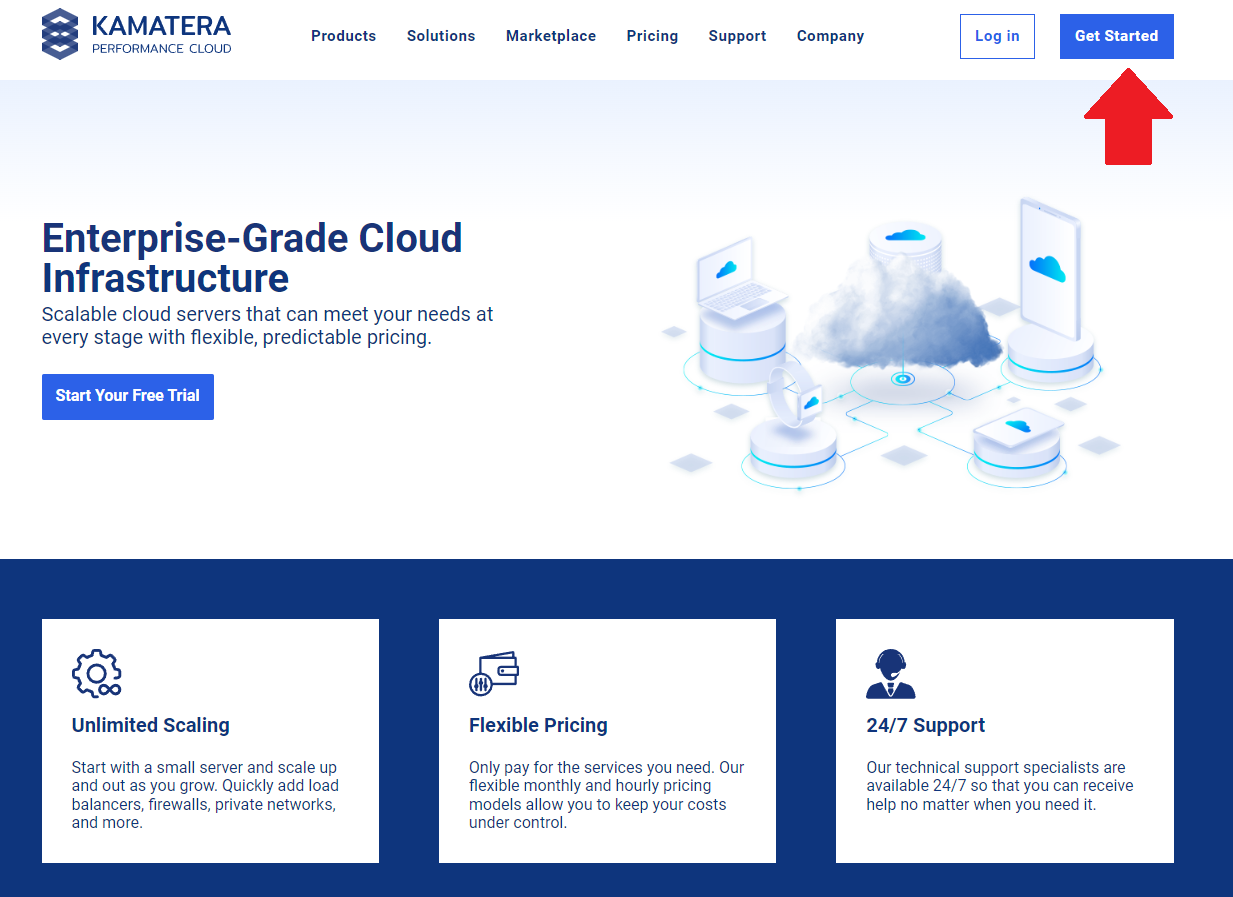 KAMATERA
PERFORMANCE CLOUD
Products
Solutions
Marketplace
Pricing
Support
Company
Log in
Get Started
Enterprise-Grade Cloud
Infrastructure
Scalable cloud servers that can meet your needs at
every stage with flexible, predictable pricing.
Start Your Free Trial
Unlimited Scaling
Start with a small server and scale up
and out as you grow. Quickly add load
balancers, firewalls, private networks,
and more.
Flexible Pricing
Only pay for the services you need. Our
flexible monthly and hourly pricing
models allow you to keep your costs
under control.
24/7 Support
Our technical support specialists are
available 24/7 so that you can receive
help no matter when you need it.